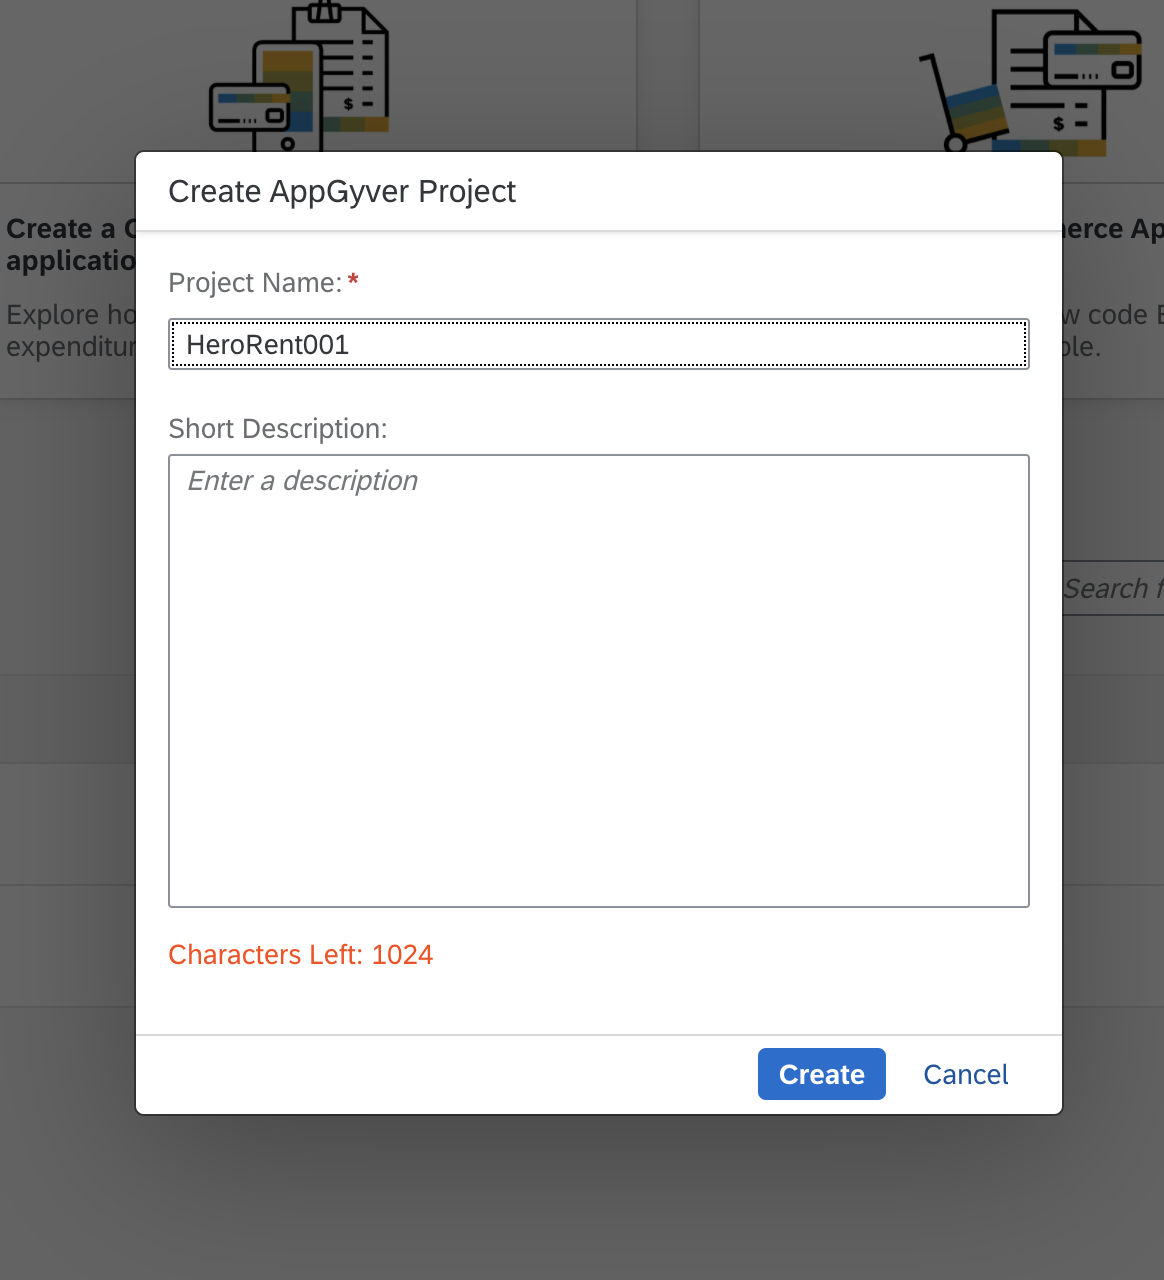 $
$
Create AppGyver Project
Create a
applicatio
Explore ho
expenditur
erce Ap
w code
ble.
Project Name: *
HeroRent001
Short Description:
Enter a description
Search f
Characters Left: 1024
Create
Cancel